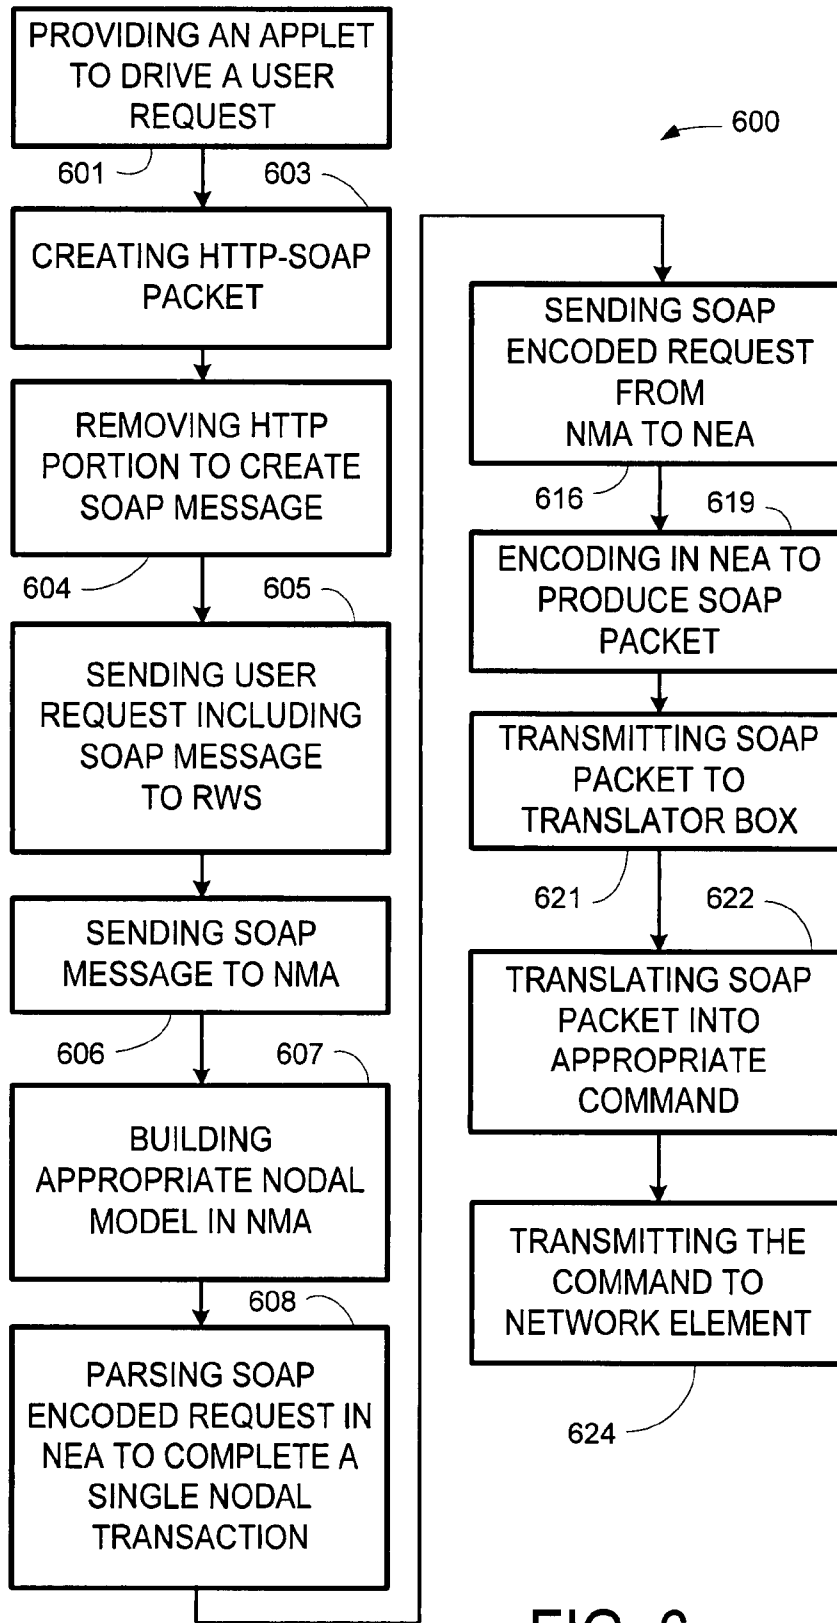 PROVIDING AN APPLET
TO DRIVE A USER
REQUEST
601
603
CREATING HTTP-SOAP
PACKET
REMOVING HTTP
PORTION TO CREATE
SOAP MESSAGE
604
605
SENDING USER
REQUEST INCLUDING
SOAP MESSAGE
TO RWS
SENDING SOAP
MESSAGE TO NMA
606
607
BUILDING
APPROPRIATE NODAL
MODEL IN NMA
608
PARSING SOAP
ENCODED REQUEST IN
NEA TO COMPLETE A
SINGLE NODAL
TRANSACTION
600
SENDING SOAP
ENCODED REQUEST
FROM
NMA TO NEA
616
619
ENCODING IN NEA TO
PRODUCE SOAP
PACKET
TRANSMITTING SOAP
PACKET TO
TRANSLATOR BOX
621
622
TRANSLATING SOAP
PACKET INTO
APPROPRIATE
COMMAND
TRANSMITTING THE
COMMAND TO
NETWORK ELEMENT
624